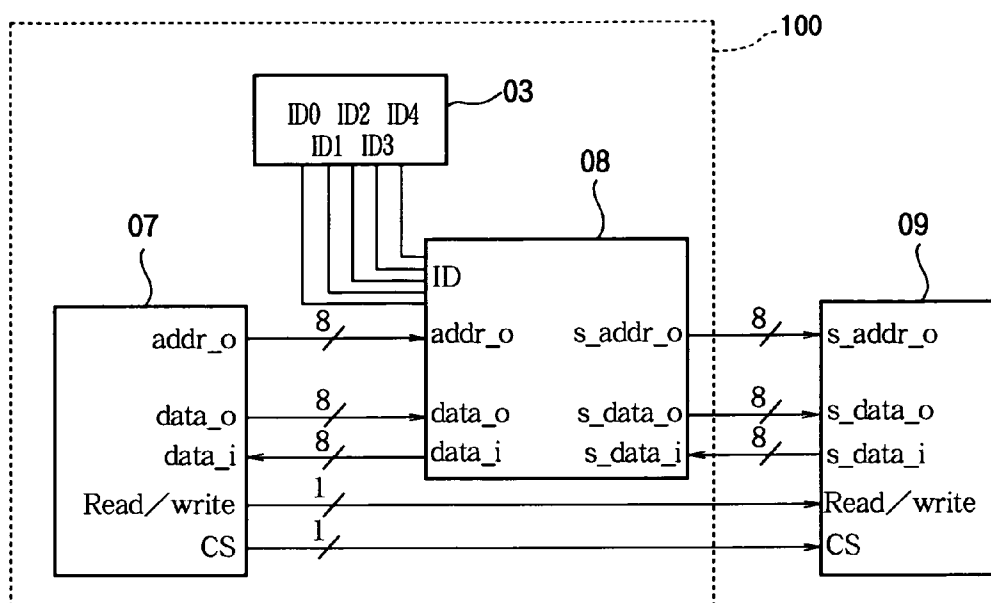 100
03
ID0 ID2 ID4
ID1 ID3
08
07
09
ID
addr_o 8 addr_o s_addr_o 8 s_addr_o
data_o 8 data_o s_data_o 8 s_data_o
data_i 8 data_i s_data_i 8 s_data_i
Read/write 1 Read/write
CS 1 CS